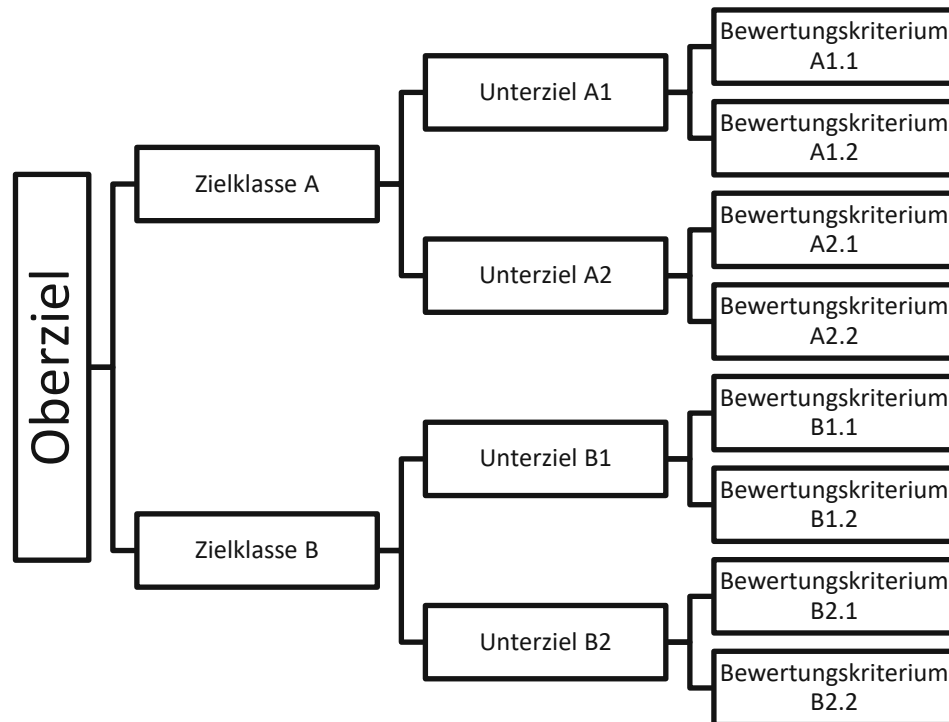 Oberziel
Zielklasse A
Unterziel A1
Bewertungskriterium
A1.1
Bewertungskriterium
A1.2
Unterziel A2
Bewertungskriterium
A2.1
Bewertungskriterium
A2.2
Zielklasse B
Unterziel B1
Bewertungskriterium
B1.1
Bewertungskriterium
B1.2
Unterziel B2
Bewertungskriterium
B2.1
Bewertungskriterium
B2.2